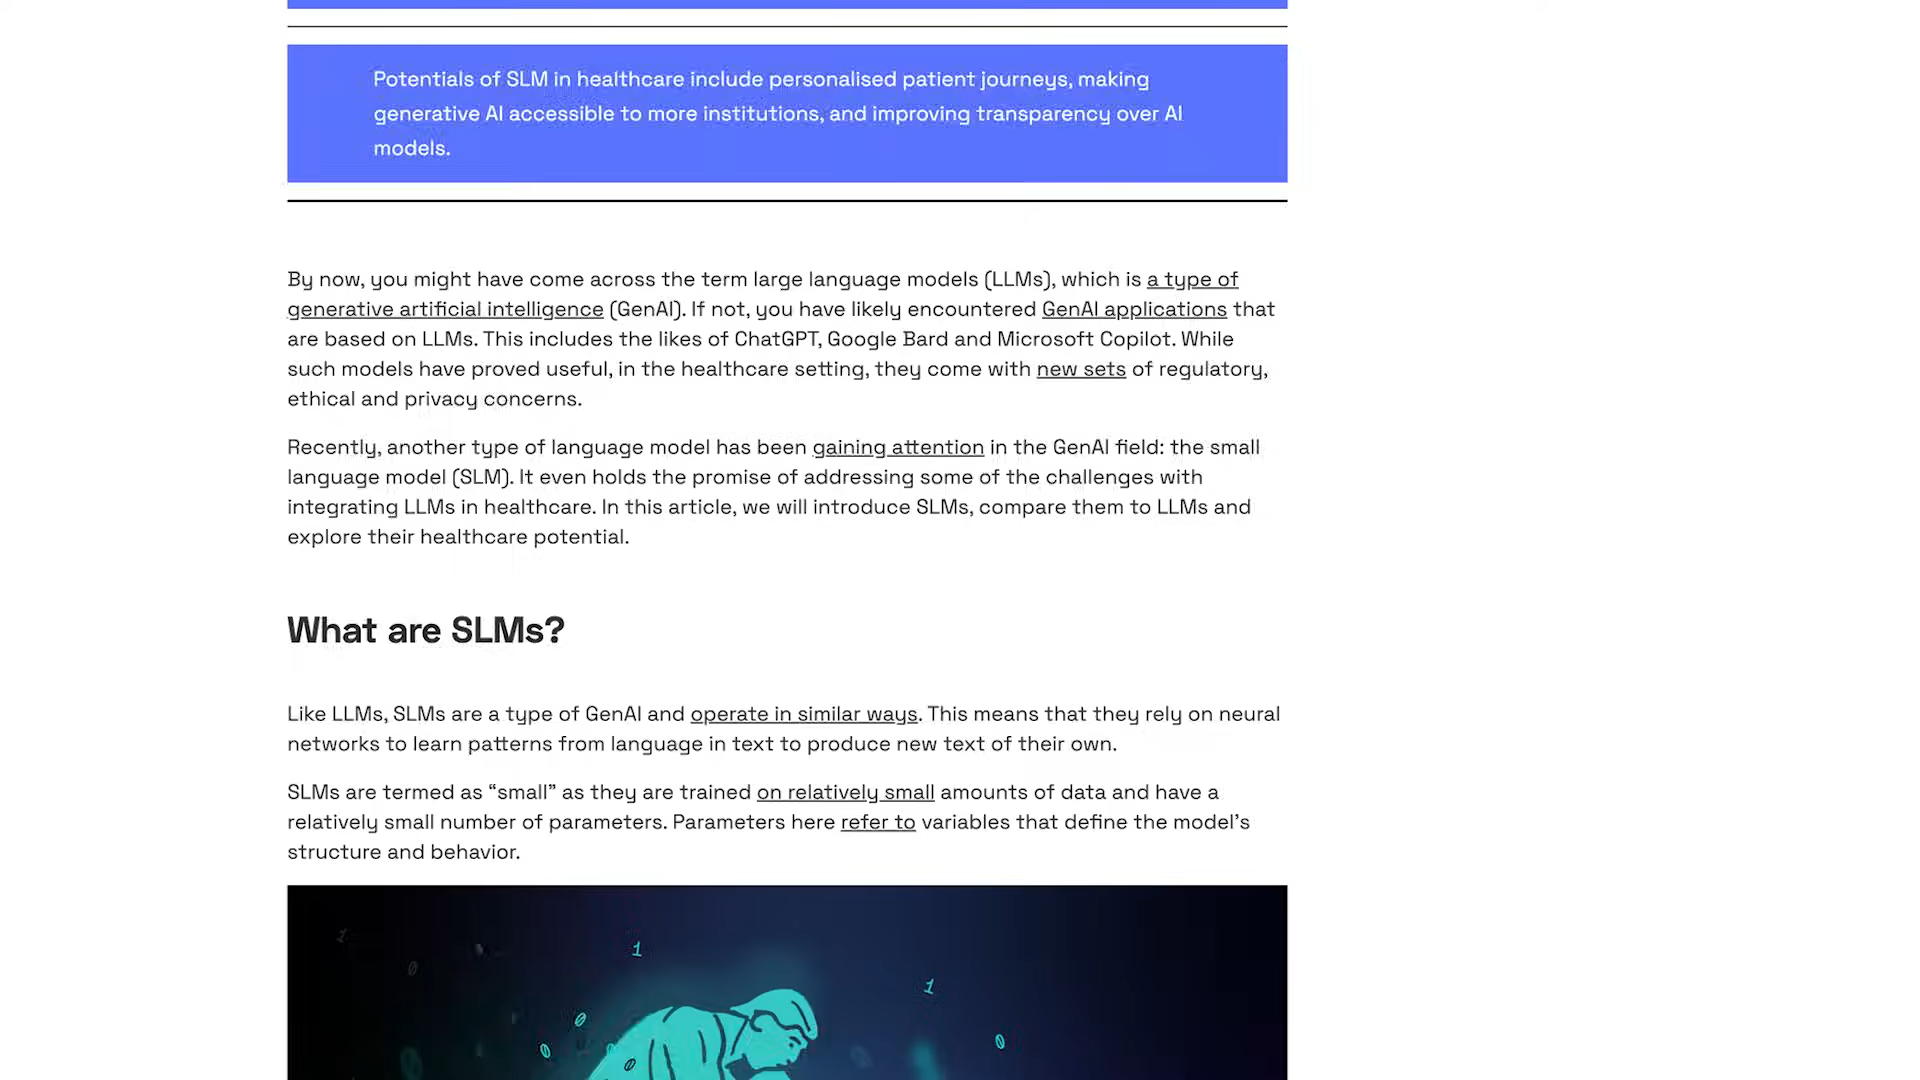 Potentials of SLM in healthcare include personalised patient journeys, making
generative AI accessible to more institutions, and improving transparency over AI
models.
By now, you might have come across the term large language models (LLMs), which is a type of
generative artificial intelligence (GenAI). If not, you have likely encountered GenAI applications that
are based on LLMs. This includes the likes of ChatGPT, Google Bard and Microsoft Copilot. While
such models have proved useful, in the healthcare setting, they come with new sets of regulatory,
ethical and privacy concerns.
Recently, another type of language model has been gaining attention in the GenAI field: the small
language model (SLM). It even holds the promise of addressing some of the challenges with
integrating LLMs in healthcare. In this article, we will introduce SLMs, compare them to LLMs and
explore their healthcare potential.
What are SLMs?
Like LLMs, SLMs are a type of GenAI and operate in similar ways. This means that they rely on neural
networks to learn patterns from language in text to produce new text of their own.
SLMs are termed as “small” as they are trained on relatively small amounts of data and have a
relatively small number of parameters. Parameters here refer to variables that define the model’s
structure and behavior.
1
0
1
1
0
0
0
0